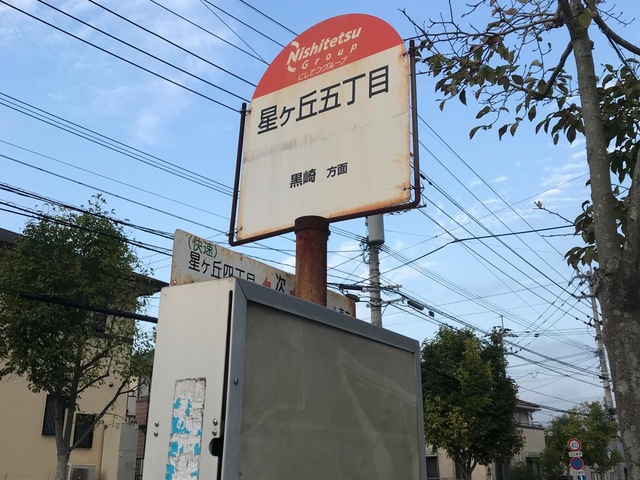 Nishitetsu
Group
にしてつグループ
星ヶ丘五丁目
黒崎 方面
(快速)
星ヶ丘四丁目 ← 次